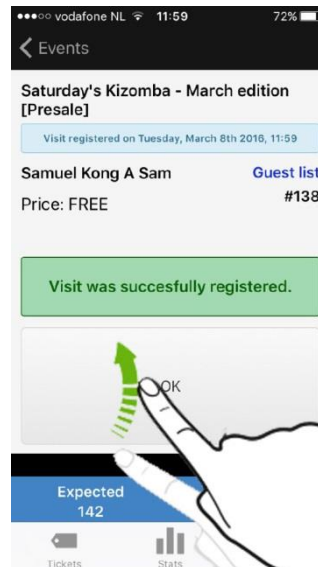 ●●●○○ vodafone NL 11:59 72%
Events
Saturday's Kizomba - March edition
[Presale]
Visit registered on Tuesday, March 8th 2016, 11:59
Samuel Kong A Sam Guest list
Price: FREE #138
Visit was succesfully registered.
OK
Expected
142
Tickets Stats